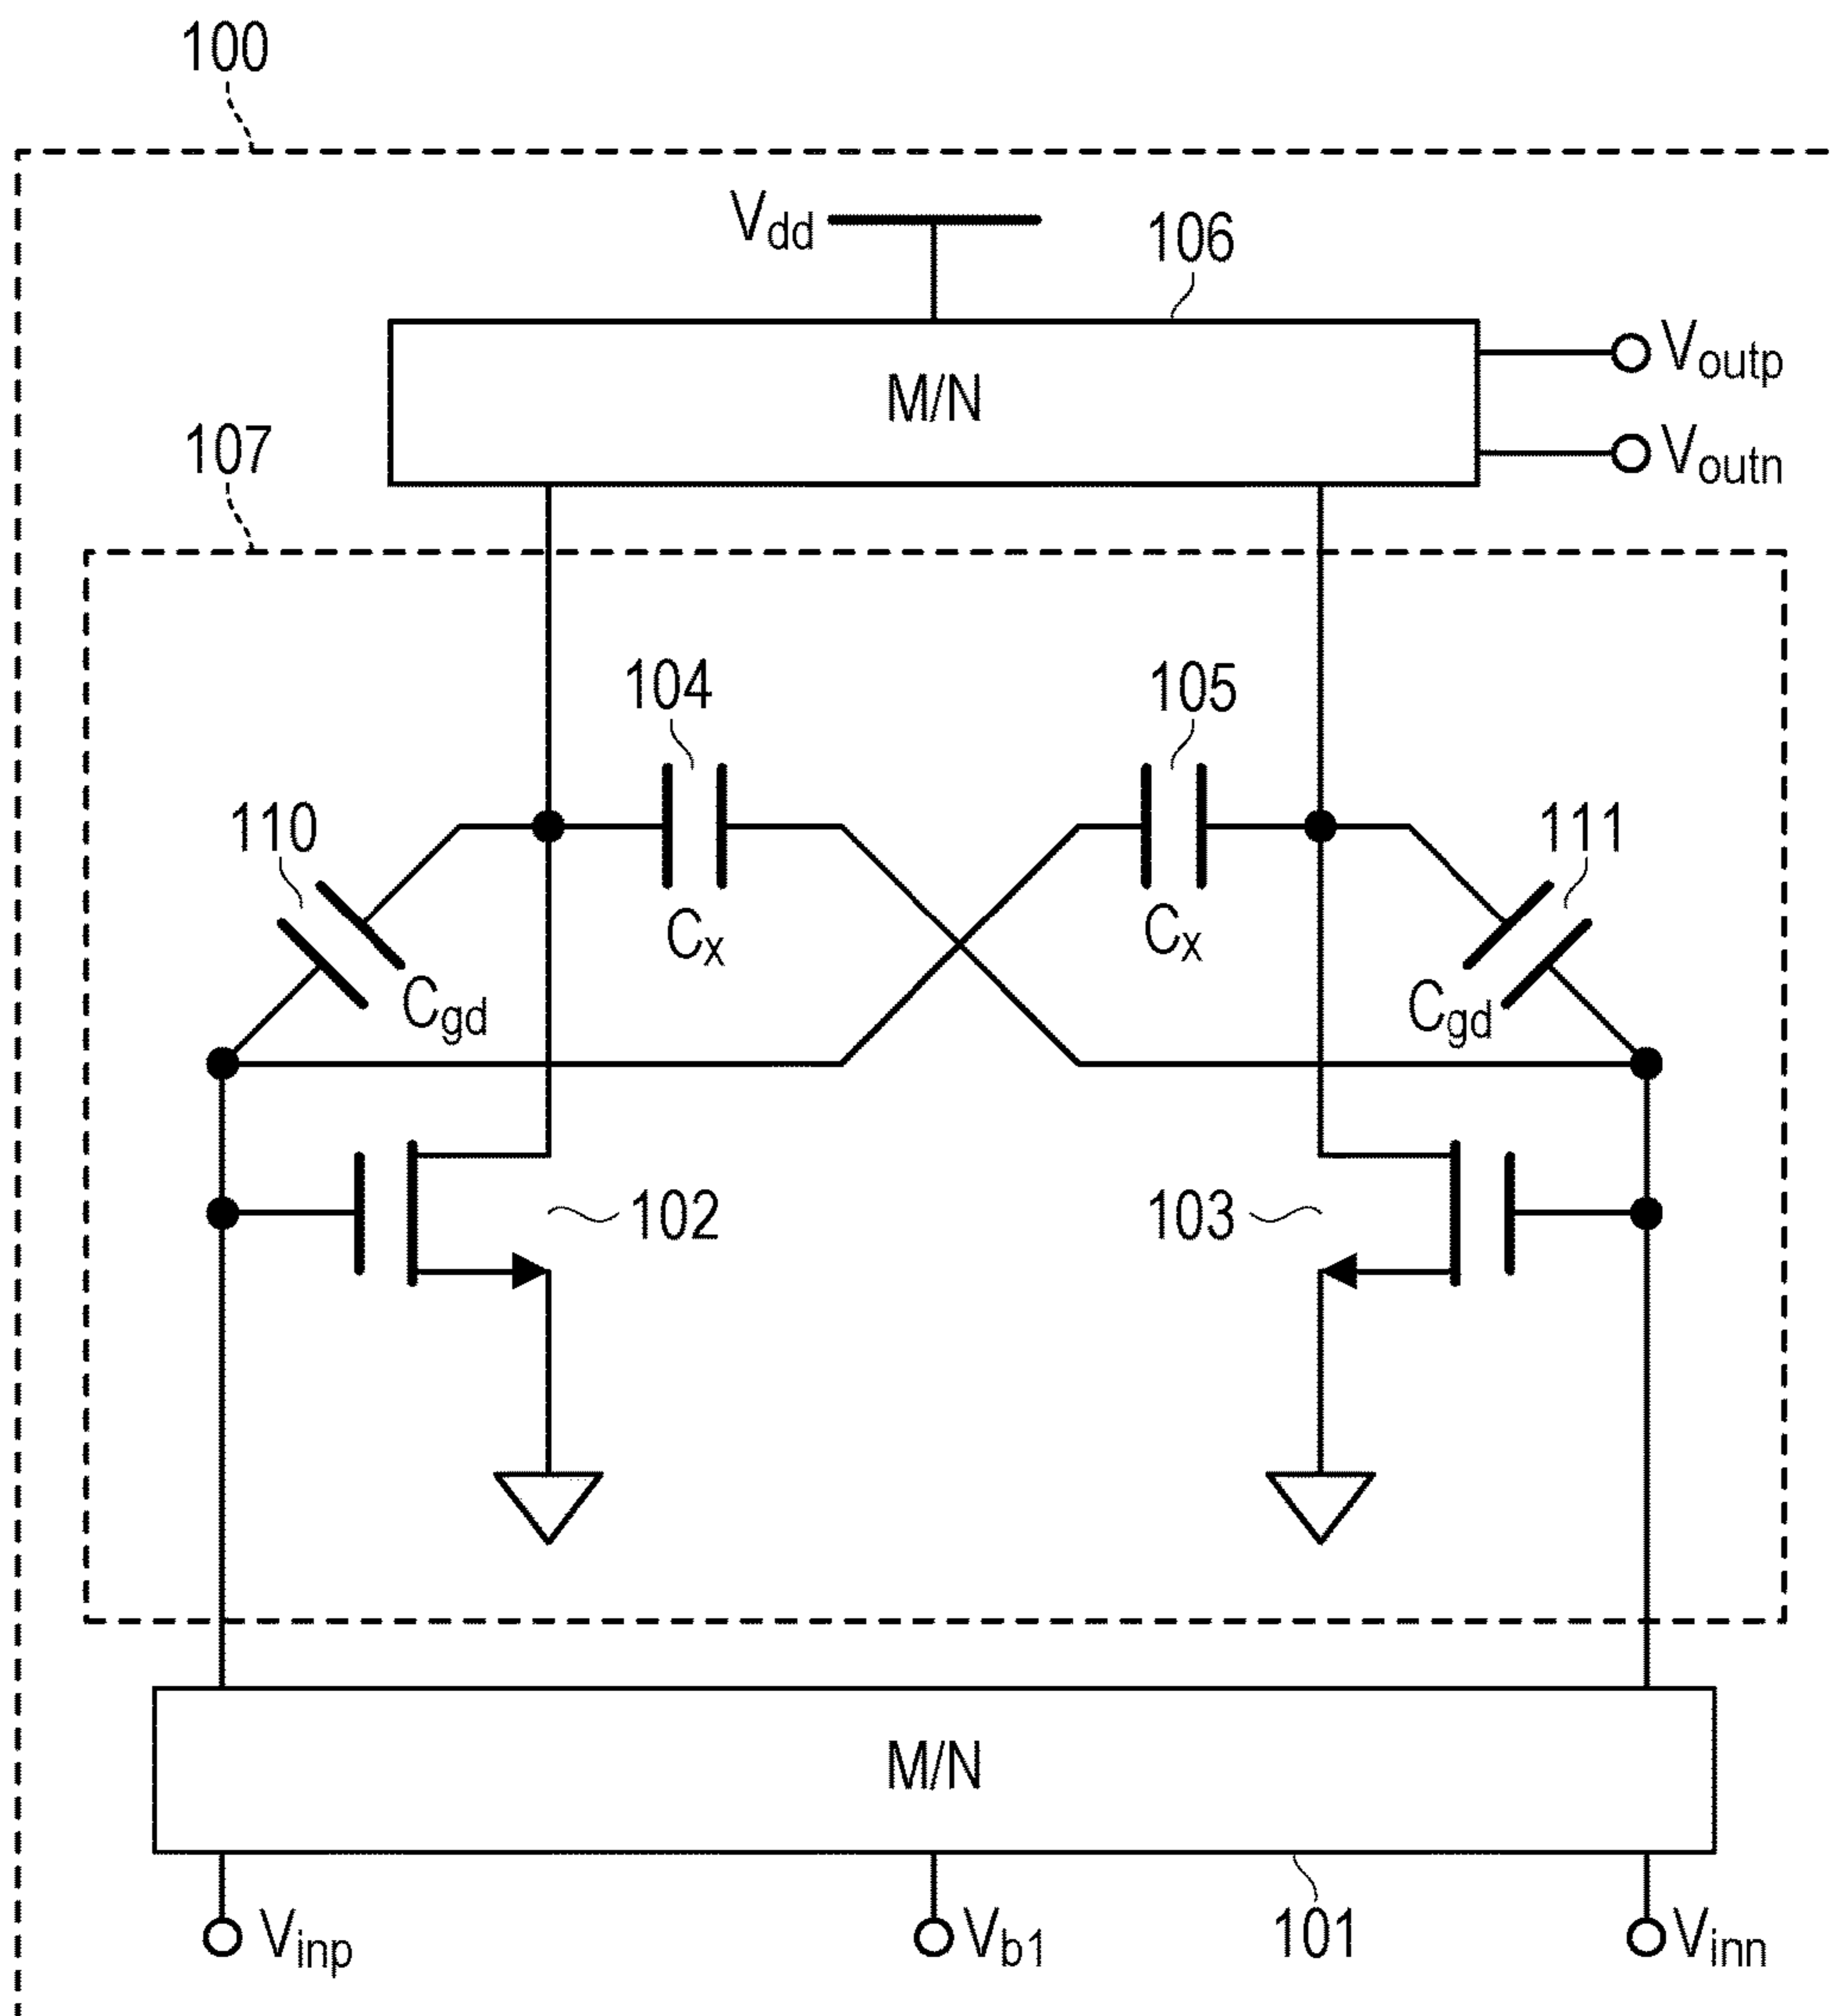 100
Vdd
106
M/N
Voutp
Voutn
107
104
105
110
111
Cx
Cx
Cgd
Cgd
102
103
M/N
101
Vinp
Vb1
Vinn